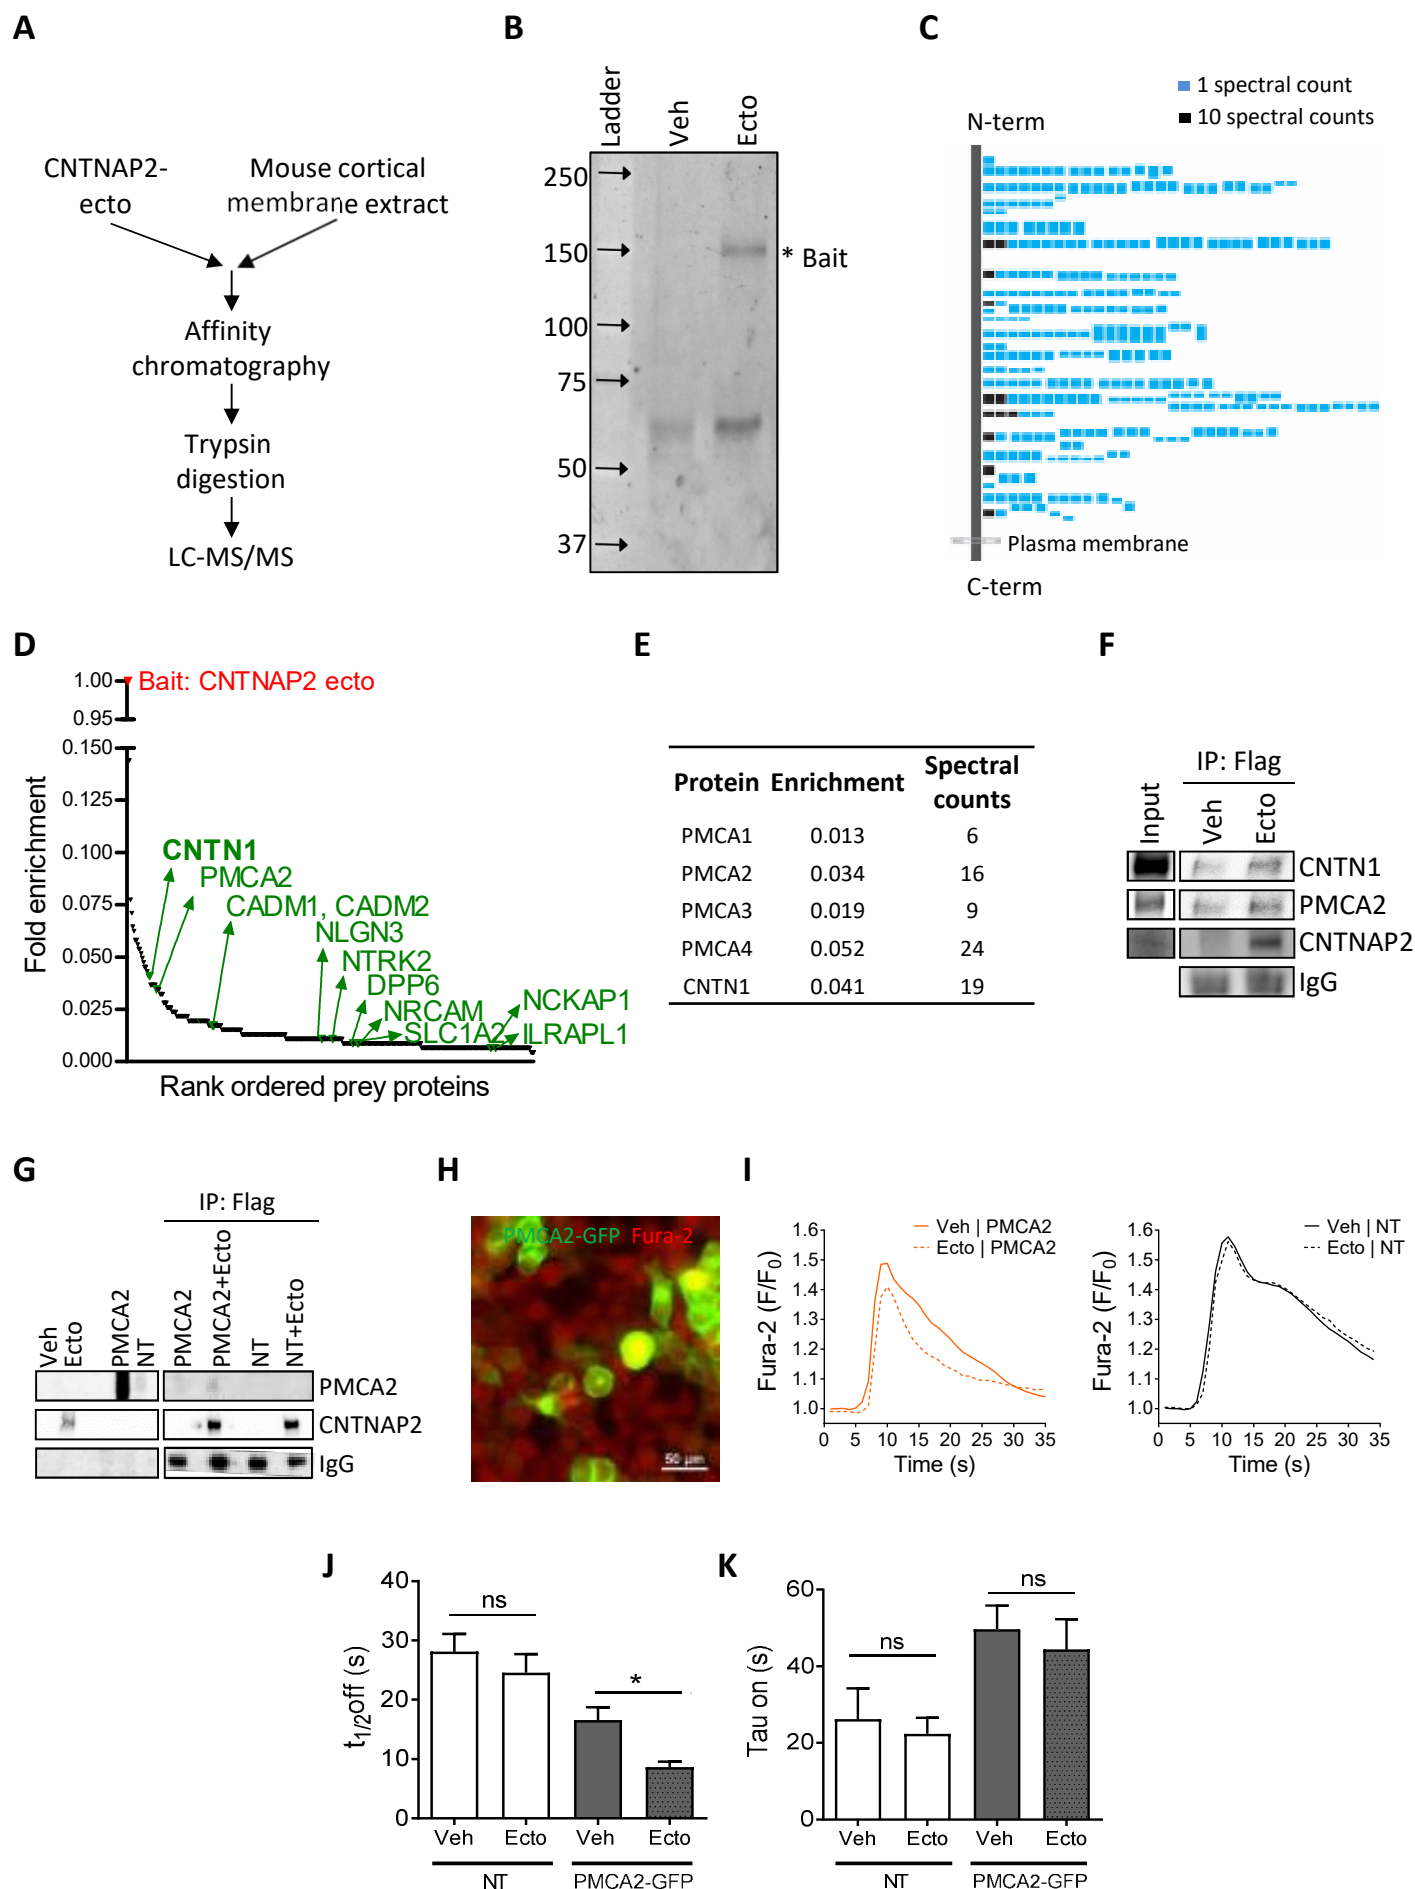 A
CNTNAP2-
ecto
Mouse cortical
membrane extract
Affinity
chromatography
Trypsin
digestion
LC-MS/MS
B
Ladder
Veh
Ecto
250
150
100
75
50
37
* Bait
C
1 spectral count
10 spectral counts
N-term
Plasma membrane
C-term
D
Fold enrichment
1.00
0.95
0.150
0.125
0.100
0.075
0.050
0.025
0.000
Bait: CNTNAP2 ecto
CNTN1
PMCA2
CADM1, CADM2
NLGN3
NTRK2
DPP6
NRCAM
SLC1A2
NCKAP1
ILRAPL1
Rank ordered prey proteins
E
Protein Enrichment Spectral
counts
PMCA1 0.013 6
PMCA2 0.034 16
PMCA3 0.019 9
PMCA4 0.052 24
CNTN1 0.041 19
F
IP: Flag
Input
Veh
Ecto
CNTN1
PMCA2
CNTNAP2
IgG
G
IP: Flag
Veh
Ecto
PMCA2
NT
PMCA2
PMCA2+Ecto
NT
NT+Ecto
PMCA2
CNTNAP2
IgG
H
PMCA2-GFP Fura-2
50 µm
I
Fura-2 (F/F0)
1.6
1.5
1.4
1.3
1.2
1.1
1.0
Veh | PMCA2
Ecto | PMCA2
0 5 10 15 20 25 30 35
Time (s)
Fura-2 (F/F0)
1.6
1.5
1.4
1.3
1.2
1.1
1.0
Veh | NT
Ecto | NT
0 5 10 15 20 25 30 35
Time (s)
J
t1/2off (s)
40
30
20
10
0
ns
*
Veh Ecto Veh Ecto
NT PMCA2-GFP
K
Tau on (s)
60
40
20
0
ns
ns
Veh Ecto Veh Ecto
NT PMCA2-GFP